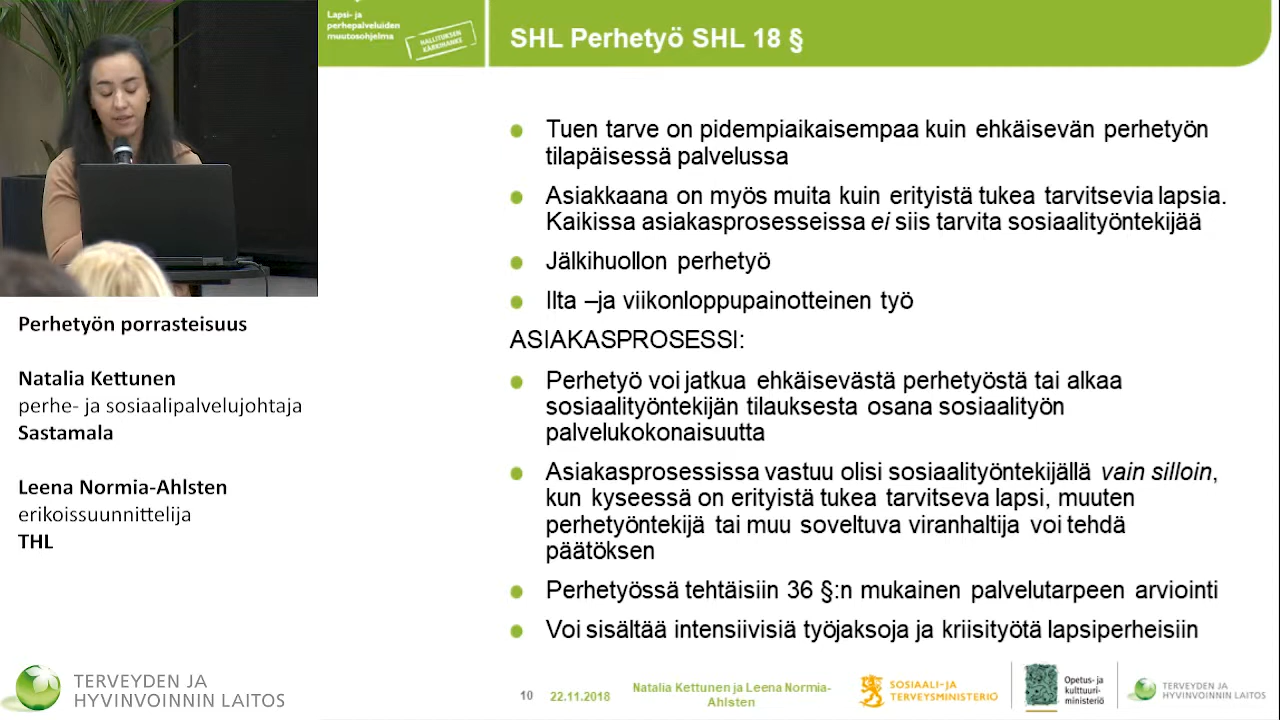 Lapsi- ja
perhepalveluiden
muutosohjelma
HALLITUKSEN
KÄRKIHANKE
SHL Perhetyö SHL 18 §
Tuen tarve on pidempiaikaisempaa kuin ehkäisevän perhetyön
tilapäisessä palvelussa
Asiakkaana on myös muita kuin erityistä tukea tarvitsevia lapsia.
Kaikissa asiakasprosesseissa ei siis tarvita sosiaalityöntekijää
Jälkihuollon perhetyö
Ilta –ja viikonloppupainotteinen työ
ASIAKASPROSESSI:
Perhetyö voi jatkua ehkäisevästä perhetyöstä tai alkaa
sosiaalityöntekijän tilauksesta osana sosiaalityön
palvelukokonaisuutta
Asiakasprosessissa vastuu olisi sosiaalityöntekijällä vain silloin,
kun kyseessä on erityistä tukea tarvitseva lapsi, muuten
perhetyöntekijä tai muu soveltuva viranhaltija voi tehdä
päätöksen
Perhetyössä tehtäisiin 36 §:n mukainen palvelutarpeen arviointi
Voi sisältää intensiivisiä työjaksoja ja kriisityötä lapsiperheisiin
Perhetyön porrasteisuus
Natalia Kettunen
perhe- ja sosiaalipalvelujohtaja
Sastamala
Leena Normia-Ahlsten
erikoissuunnittelija
THL
TERVEYDEN JA
HYVINVOINNIN LAITOS
10
22.11.2018
Natalia Kettunen ja Leena Normia-
Ahlsten
SOSIAALI- JA
TERVEYSMINISTERIÖ
Opetus- ja
kulttuuri-
ministeriö
TERVEYDEN JA
HYVINVOINNIN LAITOS